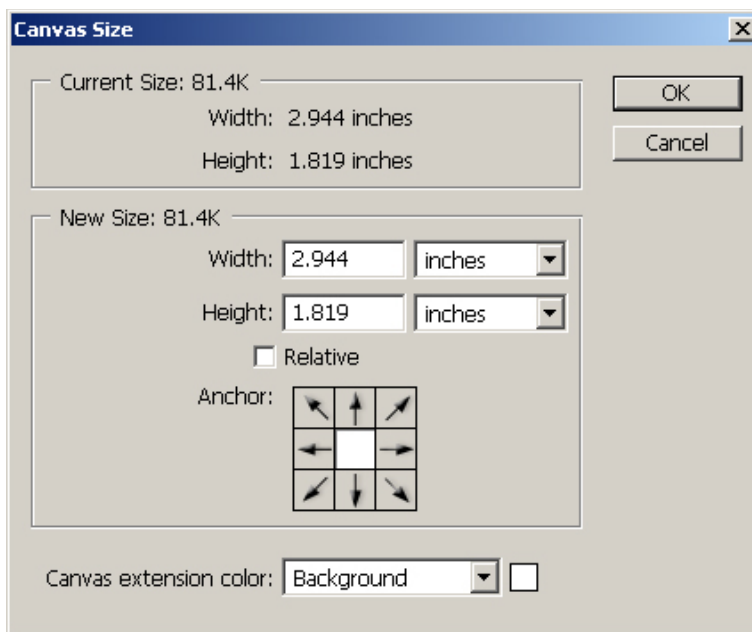 Canvas Size
Current Size: 81.4K
OK
Width: 2.944 inches
Cancel
Height: 1.819 inches
New Size: 81.4K
Width: 2.944 inches
Height: 1.819 inches
Relative
Anchor:
Canvas extension color: Background